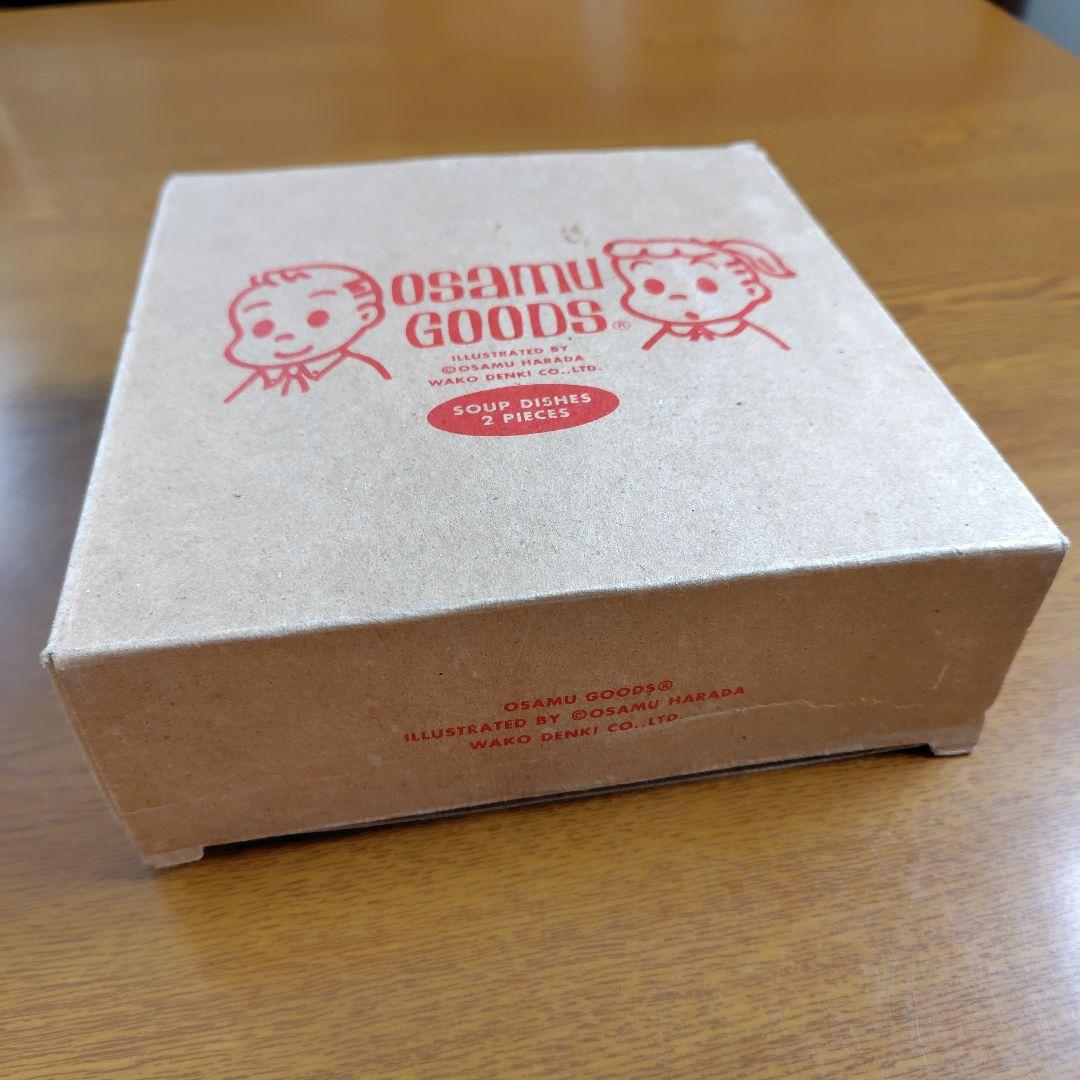 OSAMU
GOODS®
ILLUSTRATED BY
©OSAMU HARADA
WAKO DENKI CO.,LTD.
SOUP DISHES
2 PIECES
OSAMU GOODS®
ILLUSTRATED BY ©OSAMU HARADA
WAKO DENKI CO.,LTD.